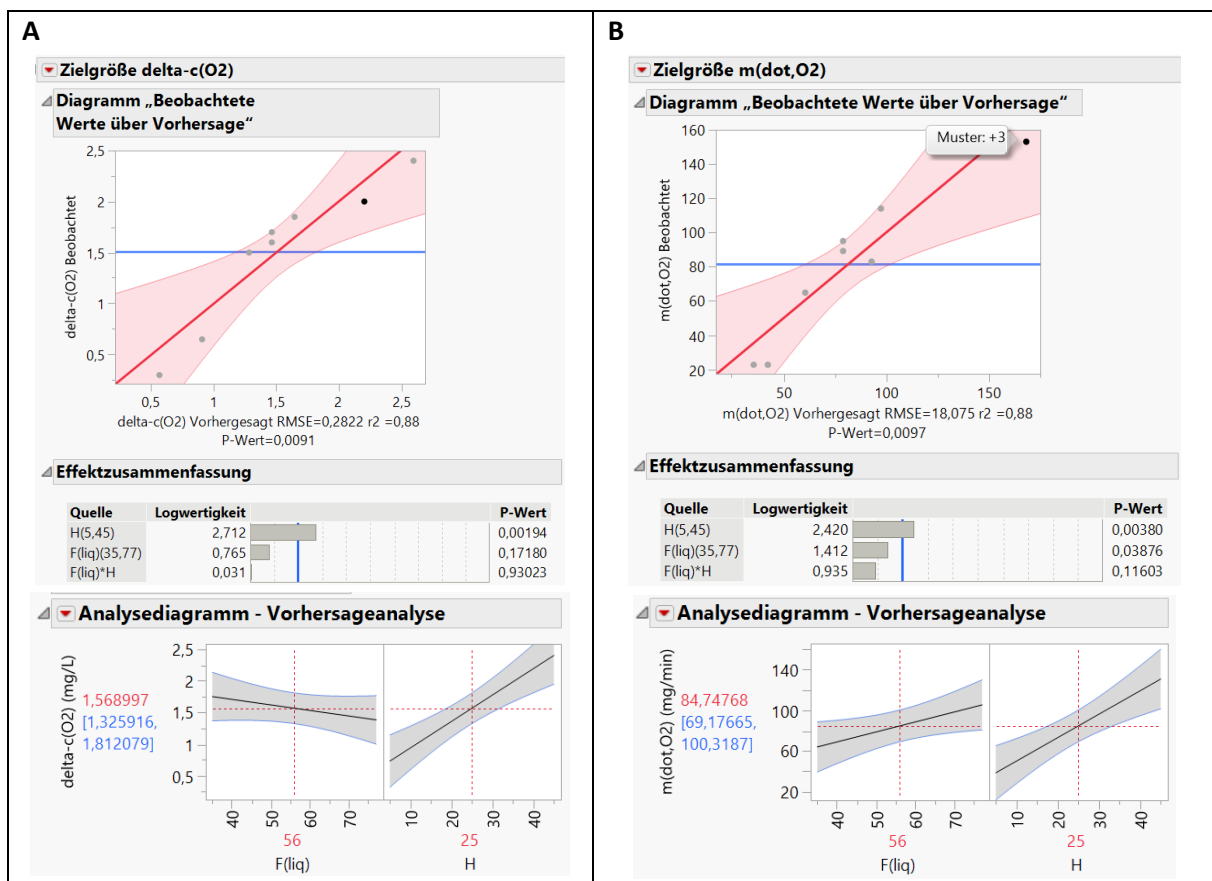 A
Zielgröße delta-c(O2)
Diagramm „Beobachtete
Werte über Vorhersage“
2,5
2
1,5
1
0,5
delta-c(O2) Beobachtet
0,5 1 1,5 2 2,5
delta-c(O2) Vorhergesagt RMSE=0,2822 r2 =0,88
P-Wert=0,0091
Effektzusammenfassung
Quelle Logwertigkeit P-Wert
H(5,45) 2,712 0,00194
F(liq)(35,77) 0,765 0,17180
F(liq)*H 0,031 0,93023
Analysediagramm - Vorhersageanalyse
delta-c(O2) (mg/L)
1,568997
[1,325916,
1,812079]
2,5
2
1,5
1
0,5
40 50 60 70
56
F(liq)
10 20 30 40
25
H
B
Zielgröße m(dot,O2)
Diagramm „Beobachtete Werte über Vorhersage“
Muster: +3
160
140
120
100
80
60
40
20
m(dot,O2) Beobachtet
50 100 150
m(dot,O2) Vorhergesagt RMSE=18,075 r2 =0,88
P-Wert=0,0097
Effektzusammenfassung
Quelle Logwertigkeit P-Wert
H(5,45) 2,420 0,00380
F(liq)(35,77) 1,412 0,03876
F(liq)*H 0,935 0,11603
Analysediagramm - Vorhersageanalyse
m(dot,O2) (mg/min)
84,74768
[69,17665,
100,3187]
140
100
60
20
40 50 60 70
56
F(liq)
10 20 30 40
25
H